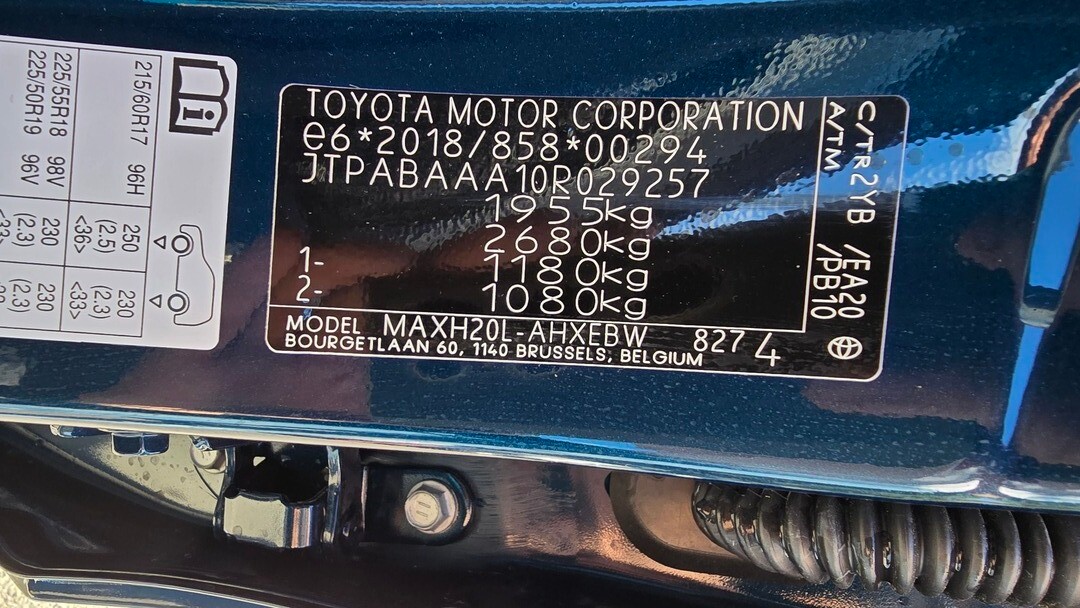 TOYOTA MOTOR CORPORATION
e6*2018/858*00294
JTPABAAA10R029257
1955kg
2680kg
1- 1180kg
2- 1080kg
MODEL MAXH20L-AHXEBW 827 4
BOURGETLAAN 60, 1140 BRUSSELS, BELGIUM
C/TR2YB /EA20
A/TM /PB10
215/60R17 96H 250 (2.5) <36> 230 (2.3) <33>
225/55R18 98V 230 (2.3) 230 (2.3)
225/50R19 96V